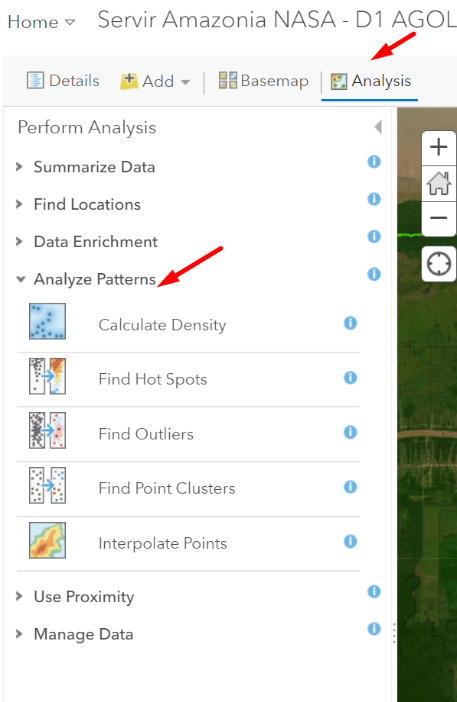 Home Servir Amazonia NASA - D1 AGOL
Details Add Basemap Analysis
Perform Analysis
Summarize Data
Find Locations
Data Enrichment
Analyze Patterns
Calculate Density
Find Hot Spots
Find Outliers
Find Point Clusters
Interpolate Points
Use Proximity
Manage Data